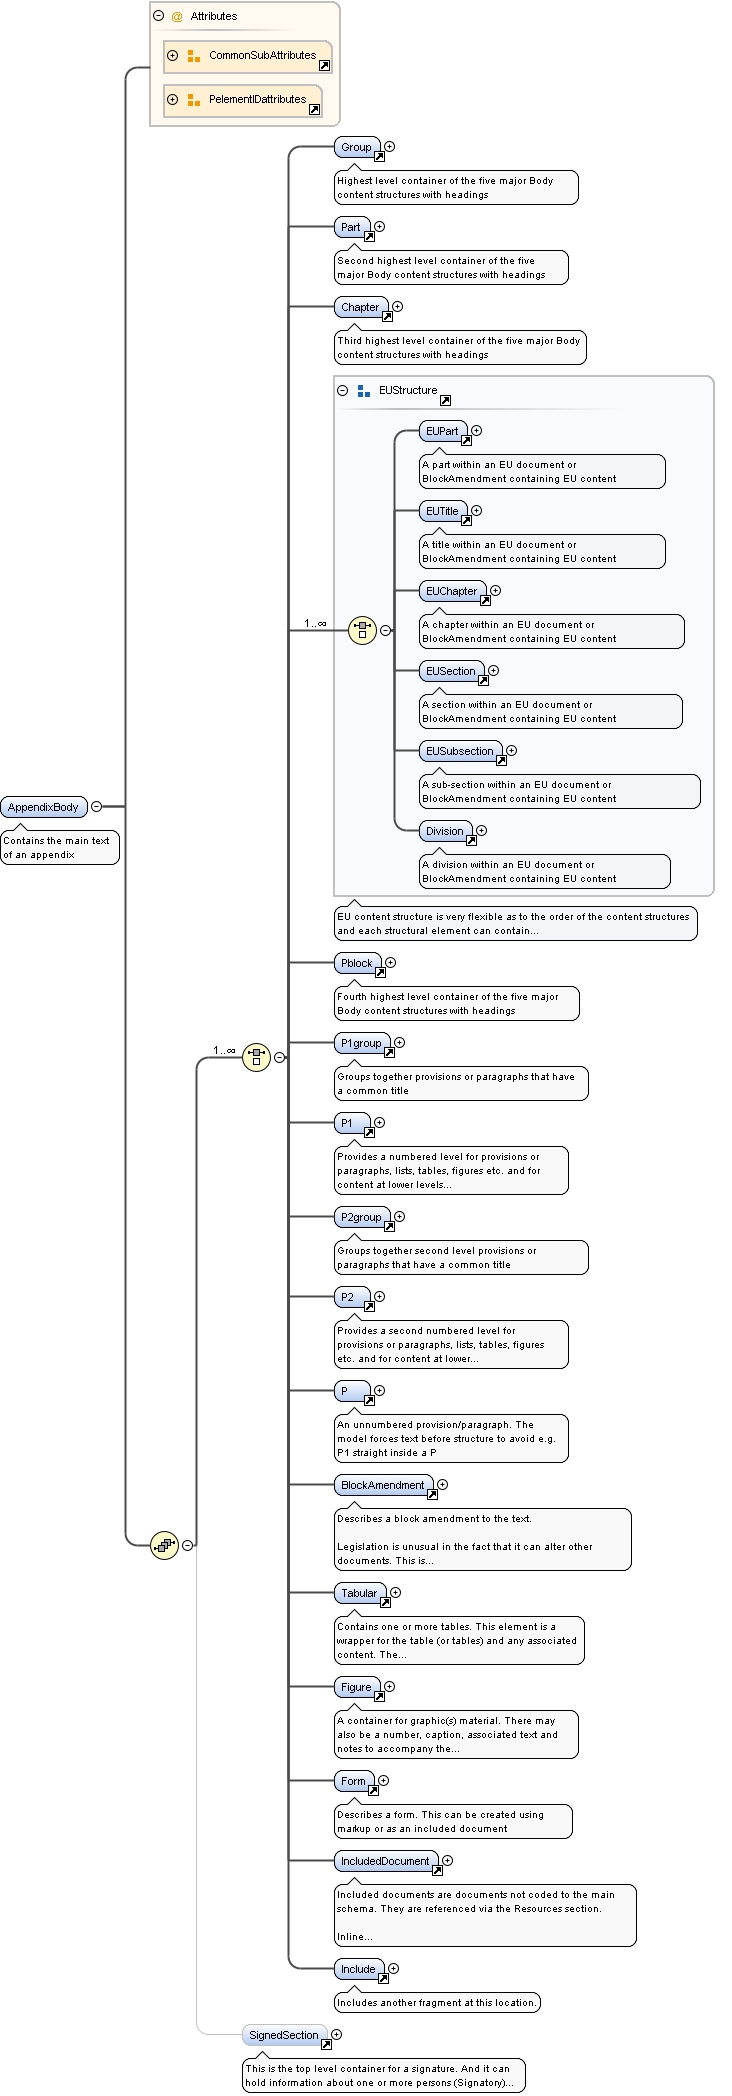 Attributes
CommonSubAttributes
PelementIDattributes
Group
Highest level container of the five major Body
content structures with headings
Part
Second highest level container of the five
major Body content structures with headings
Chapter
Third highest level container of the five major Body
content structures with headings
EUStructure
EUPart
A part within an EU document or
BlockAmendment containing EU content
EUTitle
A title within an EU document or
BlockAmendment containing EU content
EUChapter
A chapter within an EU document or
BlockAmendment containing EU content
1..∞
EUSection
A section within an EU document or
BlockAmendment containing EU content
EUSubsection
A sub-section within an EU document or
BlockAmendment containing EU content
AppendixBody
Contains the main text
of an appendix
Division
A division within an EU document or
BlockAmendment containing EU content
EU content structure is very flexible as to the order of the content structures
and each structural element can contain...
Pblock
Fourth highest level container of the five major
Body content structures with headings
1..∞
P1group
Groups together provisions or paragraphs that have
a common title
P1
Provides a numbered level for provisions or
paragraphs, lists, tables, figures etc. and for
content at lower levels...
P2group
Groups together second level provisions or
paragraphs that have a common title
P2
Provides a second numbered level for
provisions or paragraphs, lists, tables, figures
etc. and for content at lower...
P
An unnumbered provision/paragraph. The
model forces text before structure to avoid e.g.
P1 straight inside a P
BlockAmendment
Describes a block amendment to the text.
Legislation is unusual in the fact that it can alter other
documents. This is...
Tabular
Contains one or more tables. This element is a
wrapper for the table (or tables) and any associated
content. The...
Figure
A container for graphic(s) material. There may
also be a number, caption, associated text and
notes to accompany the...
Form
Describes a form. This can be created using
markup or as an included document
IncludedDocument
Included documents are documents not coded to the main
schema. They are referenced via the Resources section.
Inline...
Include
Includes another fragment at this location.
SignedSection
This is the top level container for a signature. And it can
hold information about one or more persons (Signatory)...